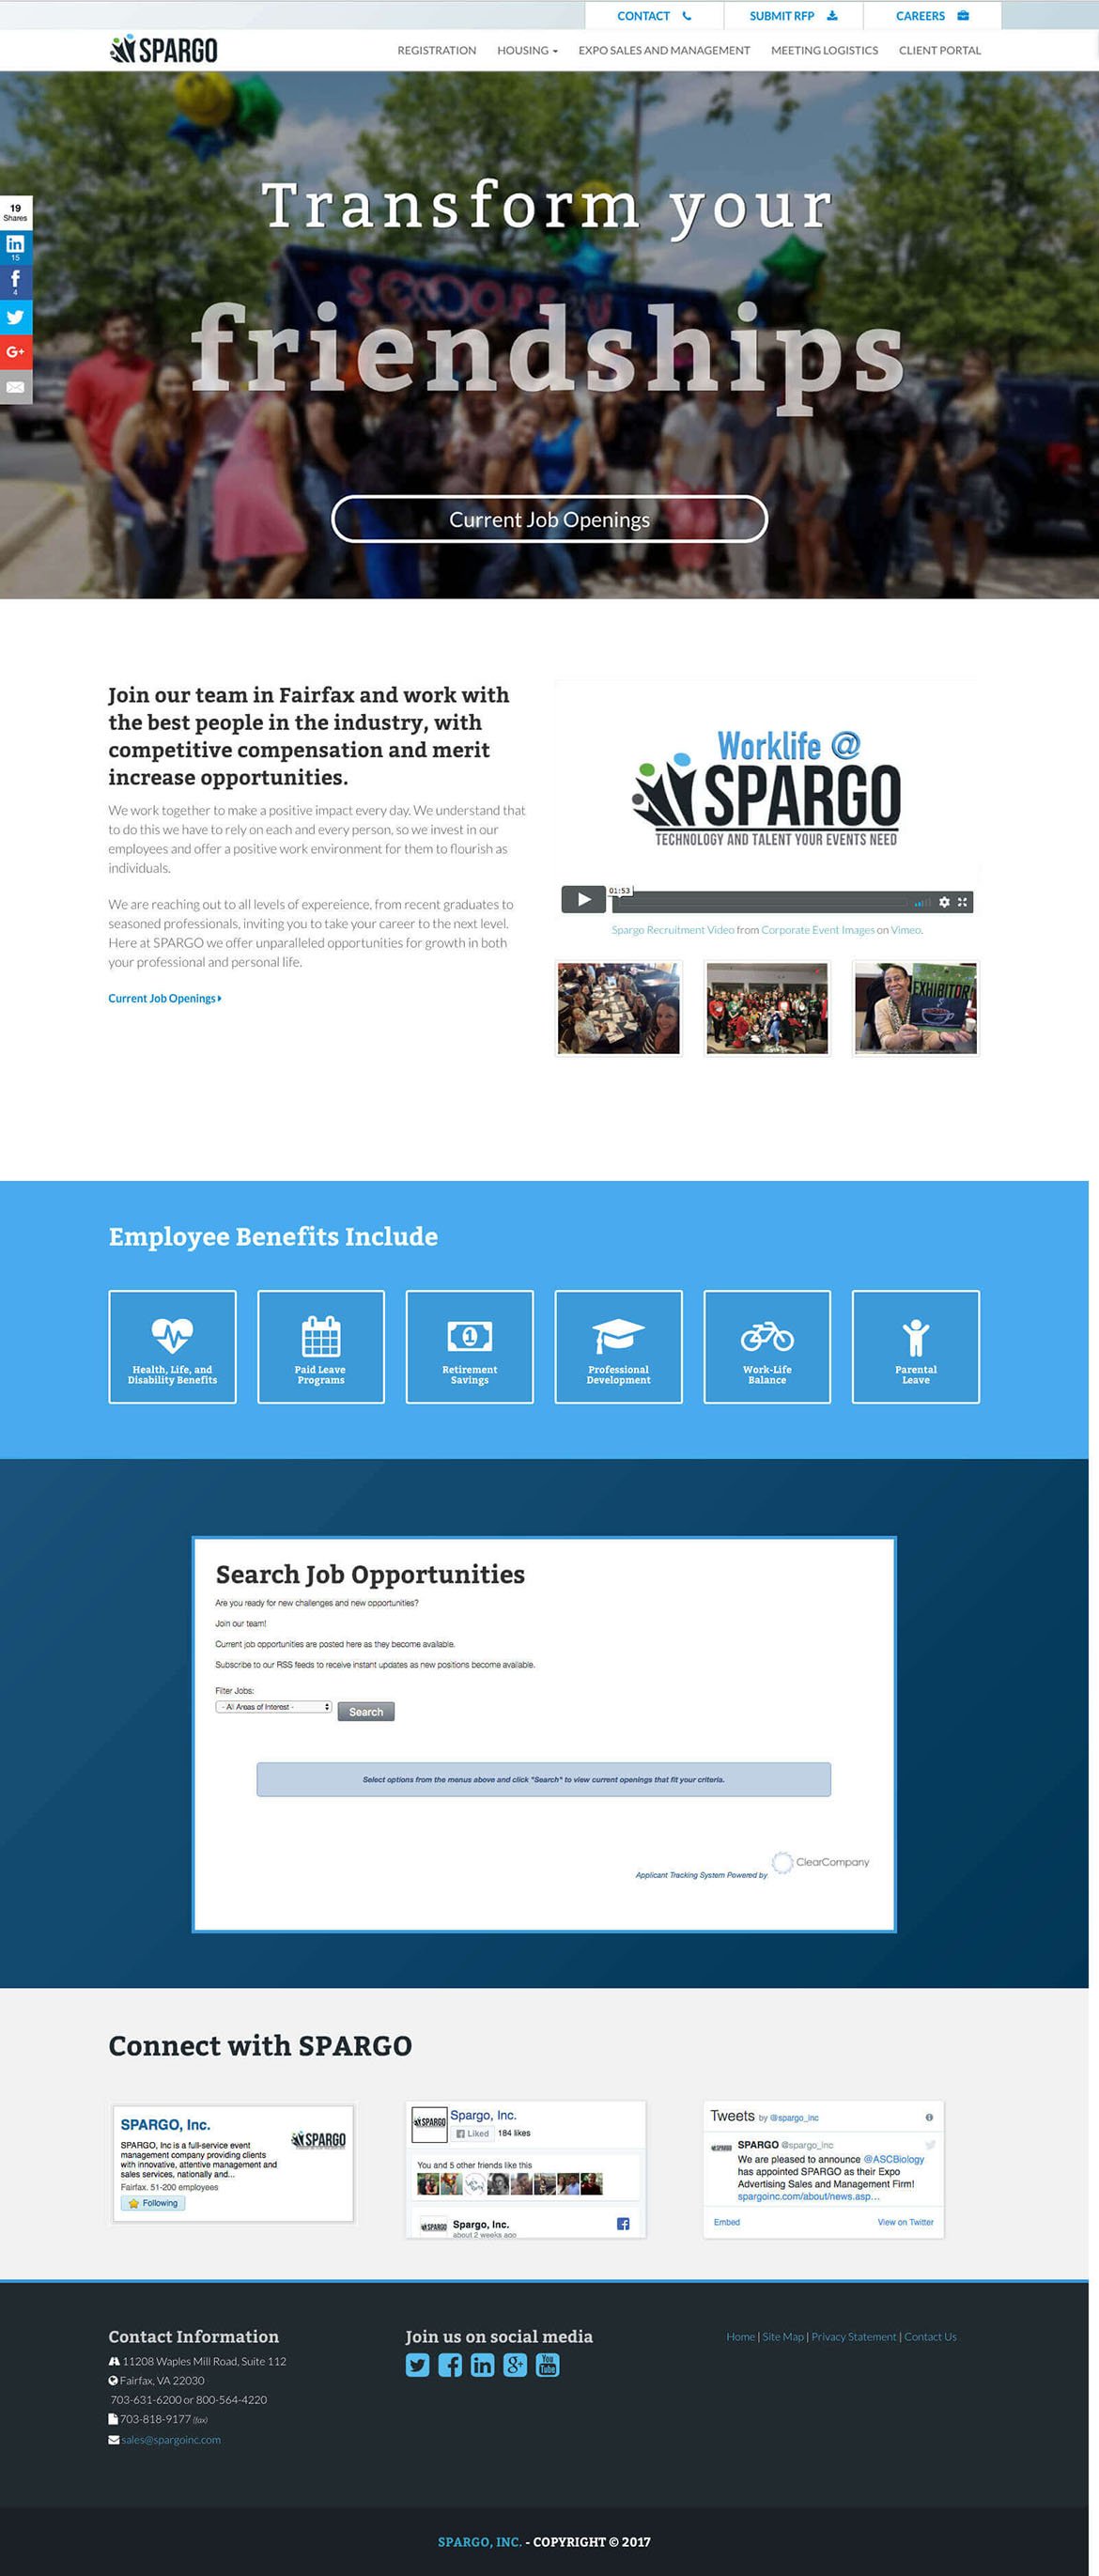 CONTACT
SUBMIT RFP
CAREERS
SPARGO
REGISTRATION HOUSING EXPO SALES AND MANAGEMENT MEETING LOGISTICS CLIENT PORTAL
Transform your
friendships
19
Shares
in
15
f
4
G+
Current Job Openings
Join our team in Fairfax and work with
the best people in the industry, with
competitive compensation and merit
increase opportunities.
We work together to make a positive impact every day. We understand that
to do this we have to rely on each and every person, so we invest in our
employees and offer a positive work environment for them to flourish as
individuals.
We are reaching out to all levels of expereience, from recent graduates to
seasoned professionals, inviting you to take your career to the next level.
Here at SPARGO we offer unparalleled opportunities for growth in both
your professional and personal life.
Current Job Openings
Worklife @
SPARGO
TECHNOLOGY AND TALENT YOUR EVENTS NEED
01:53
Spargo Recruitment Video from Corporate Event Images on Vimeo.
EXHIBITOR
Employee Benefits Include
Health, Life, and
Disability Benefits
Paid Leave
Programs
1
Retirement
Savings
Professional
Development
Work-Life
Balance
Parental
Leave
Search Job Opportunities
Are you ready for new challenges and new opportunities?
Join our team!
Current job opportunities are posted here as they become available.
Subscribe to our RSS feeds to receive instant updates as new positions become available.
Filter Jobs:
- All Areas of Interest -
Search
Select options from the menus above and click "Search" to view current openings that fit your criteria.
Applicant Tracking System Powered by ClearCompany
Connect with SPARGO
SPARGO, Inc.
SPARGO
SPARGO, Inc is a full-service event
management company providing clients
with innovative, attentive management and
sales services, nationally and...
Fairfax. 51-200 employees
Following
SPARGO
Spargo, Inc.
Liked 184 likes
You and 5 other friends like this
SPARGO
Spargo, Inc.
about 2 weeks ago
Tweets by @spargo_inc
SPARGO
SPARGO @spargo_inc
We are pleased to announce @ASCBiology
has appointed SPARGO as their Expo
Advertising Sales and Management Firm!
spargoinc.com/about/news.asp...
Embed
View on Twitter
Contact Information
11208 Waples Mill Road, Suite 112
Fairfax, VA 22030
703-631-6200 or 800-564-4220
703-818-9177 (fax)
sales@spargoinc.com
Join us on social media
f in g+ You Tube
Home | Site Map | Privacy Statement | Contact Us
SPARGO, INC. - COPYRIGHT © 2017